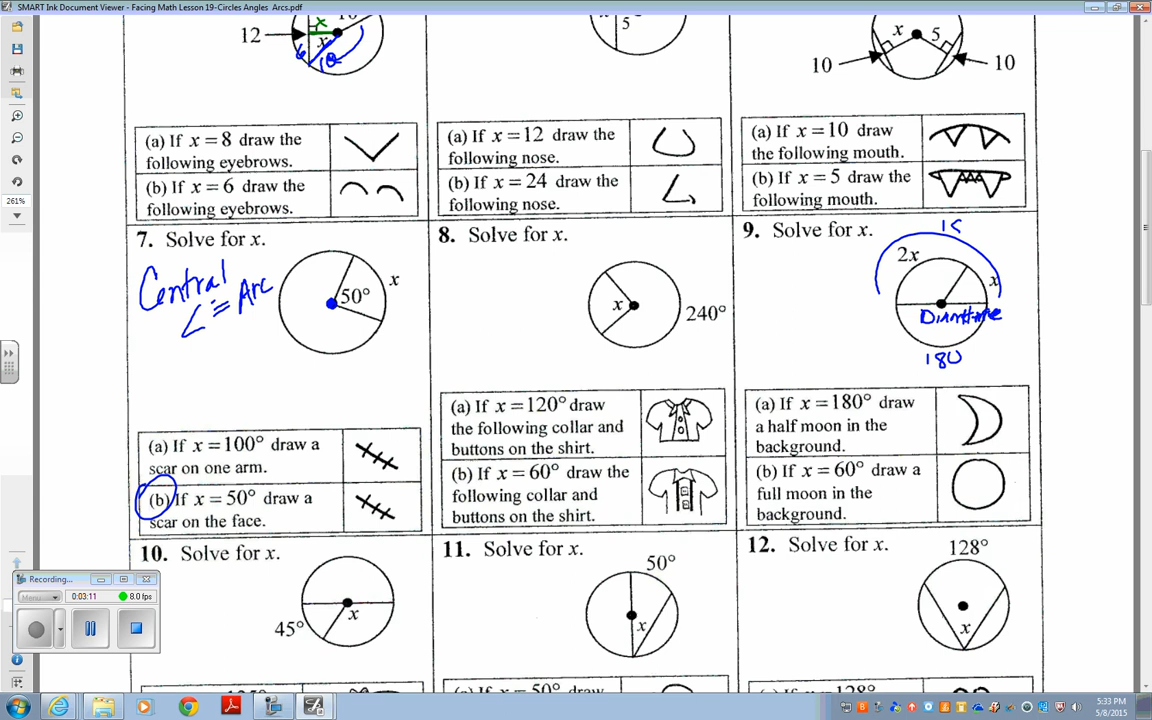 SMART Ink Document Viewer - Facing Math Lesson 19-Circles Angles Arcs.pdf
261%
12
x
x
6
10
5
x
5
10
10
(a) If x = 8 draw the
following eyebrows.
(b) If x = 6 draw the
following eyebrows.
(a) If x = 12 draw the
following nose.
(b) If x = 24 draw the
following nose.
(a) If x = 10 draw
the following mouth.
(b) If x = 5 draw the
following mouth.
7. Solve for x.
Central
∠ = Arc
50°
x
(a) If x = 100° draw a
scar on one arm.
(b) If x = 50° draw a
scar on the face.
8. Solve for x.
x
240°
(a) If x = 120° draw
the following collar and
buttons on the shirt.
(b) If x = 60° draw the
following collar and
buttons on the shirt.
9. Solve for x.
2x
x
180
(a) If x = 180° draw
a half moon in the
background.
(b) If x = 60° draw a
full moon in the
background.
10. Solve for x.
45°
x
11. Solve for x.
50°
x
12. Solve for x.
128°
x
Recording...
Menu
0:03:11
8.0 fps
5:33 PM
5/8/2015